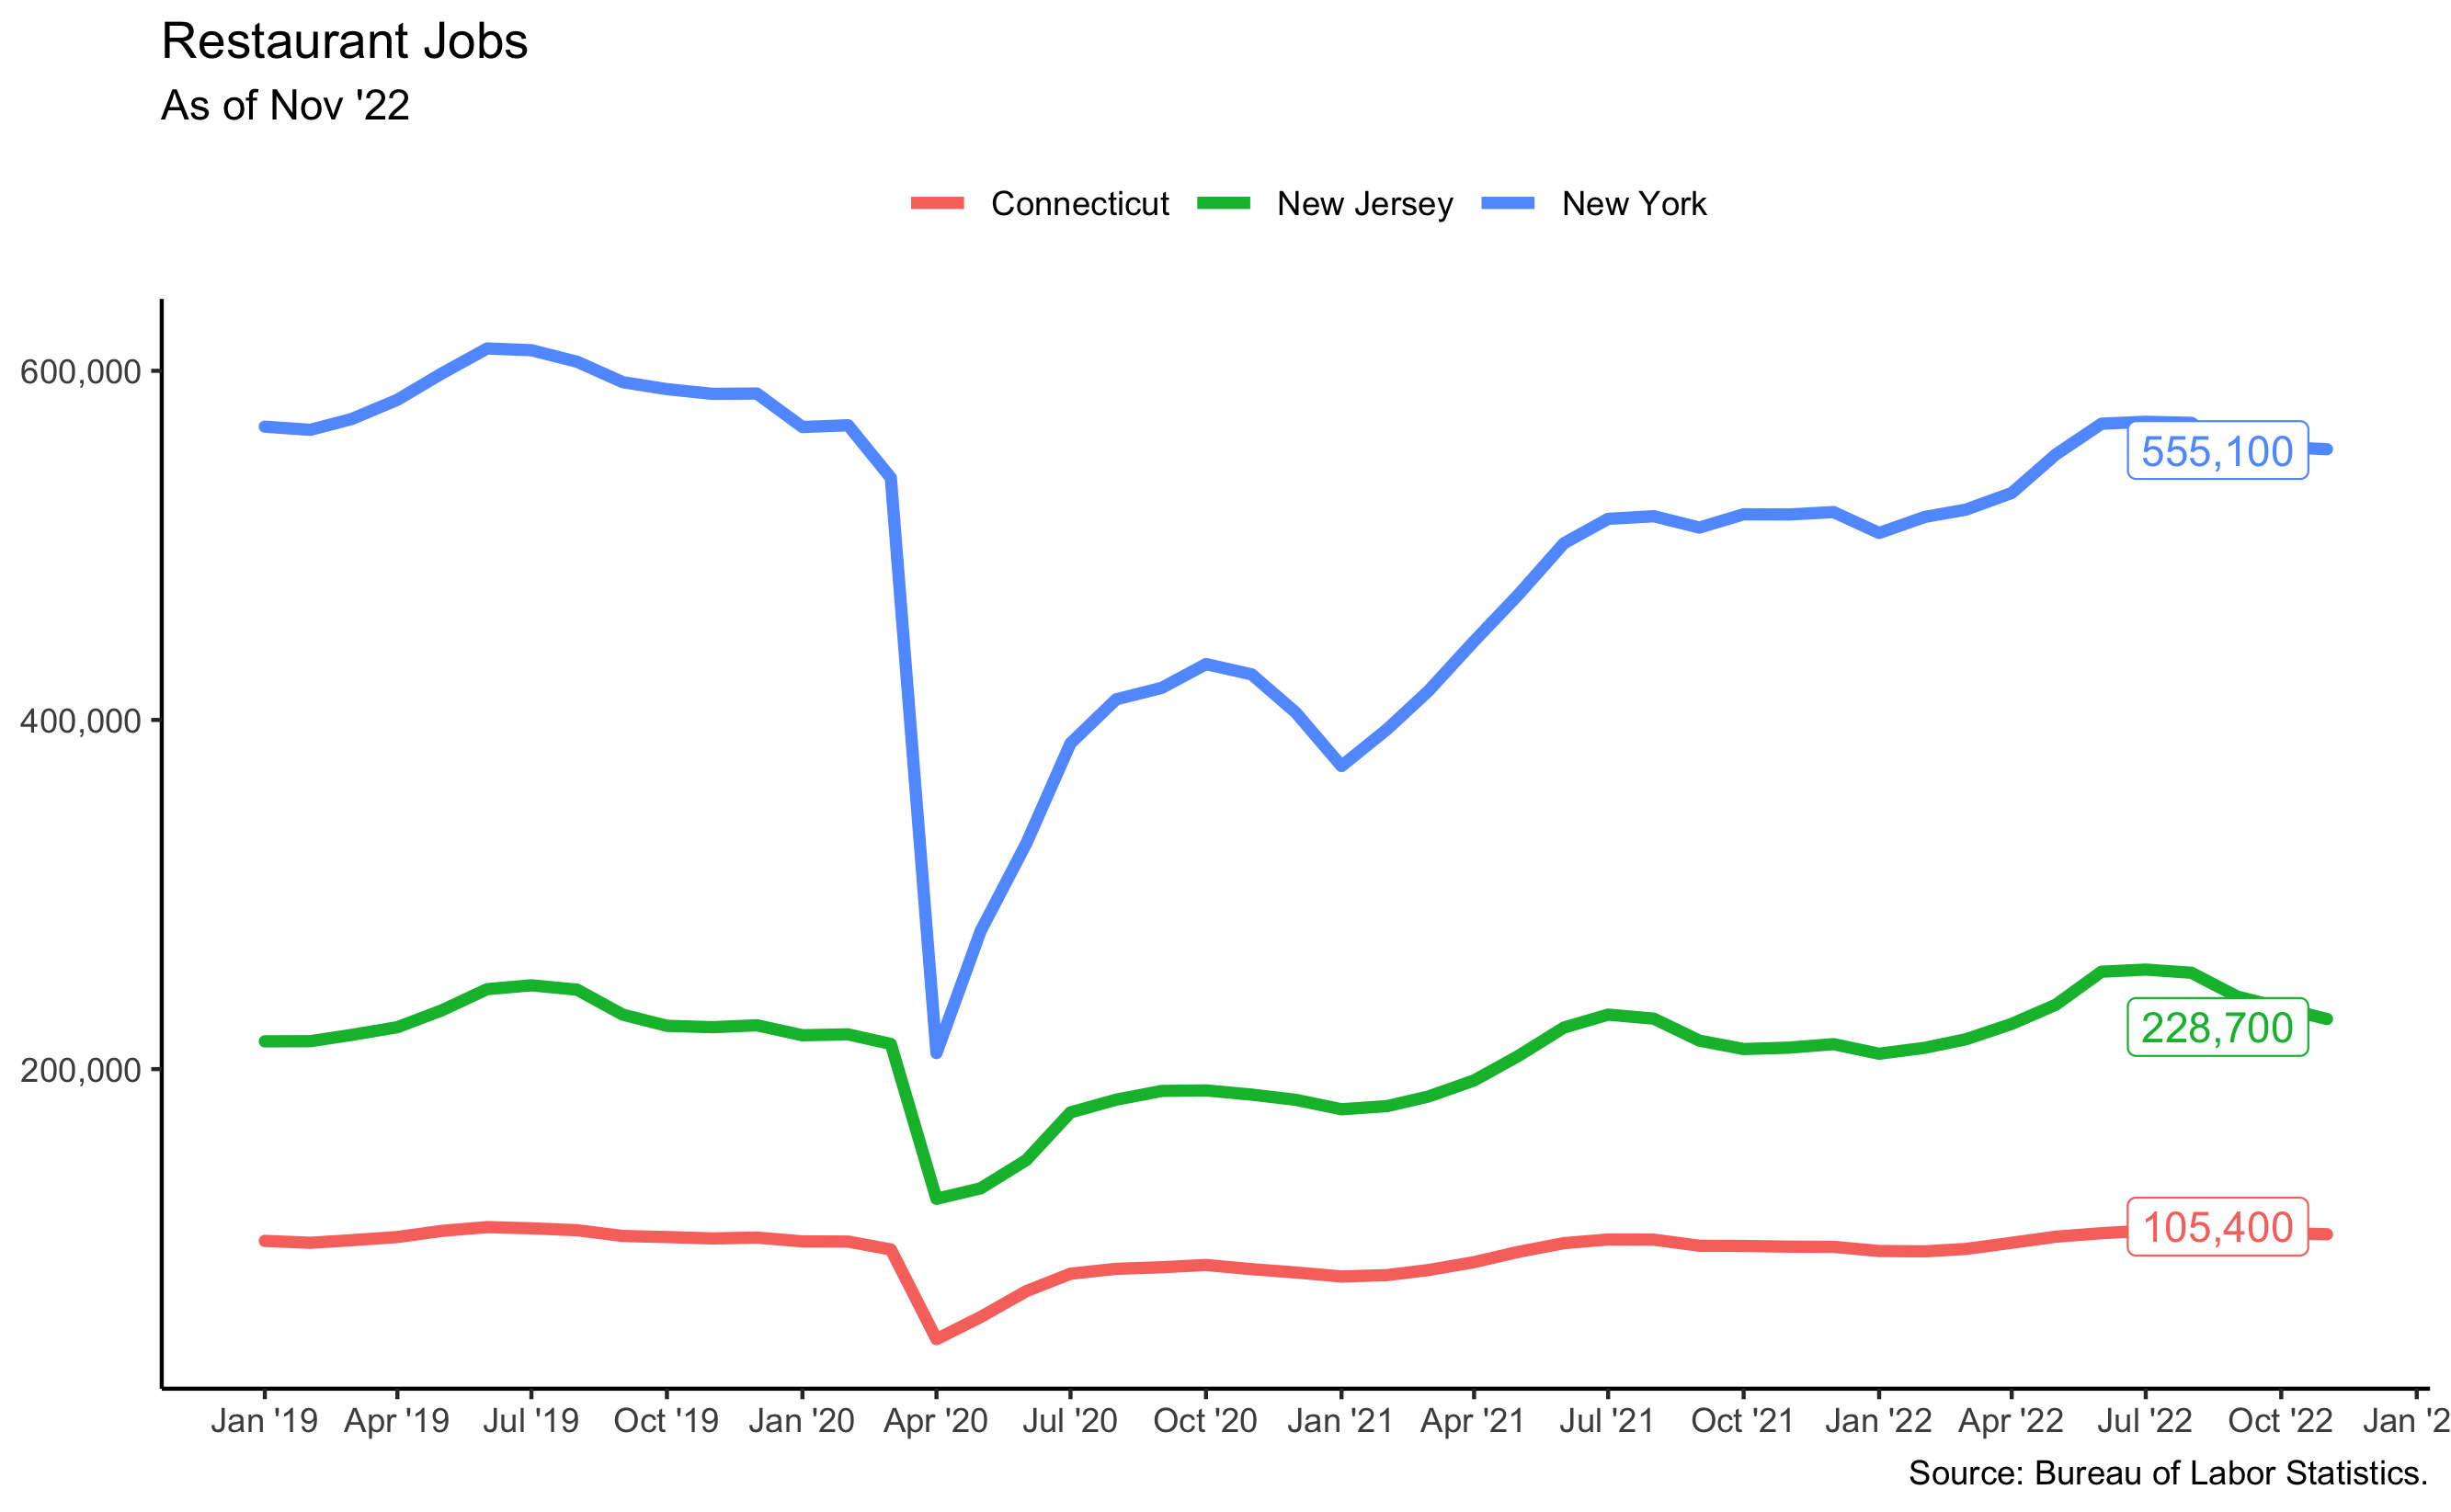 Restaurant Jobs
As of Nov '22
Connecticut New Jersey New York
600,000
400,000
200,000
555,100
228,700
105,400
Jan '19 Apr '19 Jul '19 Oct '19 Jan '20 Apr '20 Jul '20 Oct '20 Jan '21 Apr '21 Jul '21 Oct '21 Jan '22 Apr '22 Jul '22 Oct '22 Jan '2
Source: Bureau of Labor Statistics.